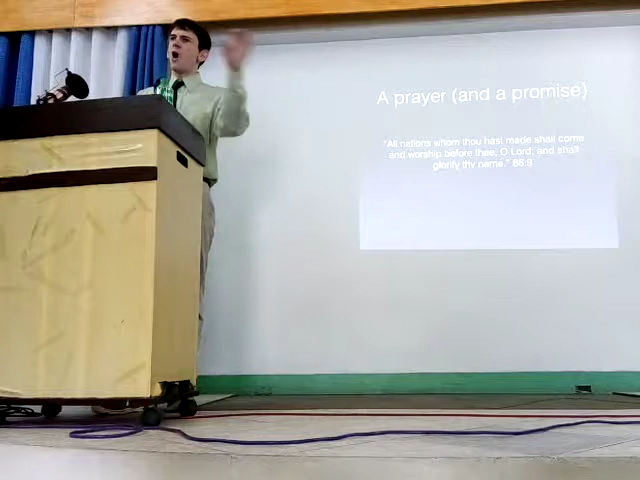 A prayer (and a promise)
"All nations whom thou hast made shall come
and worship before thee, O Lord; and shall
glorify thy name." 86:9